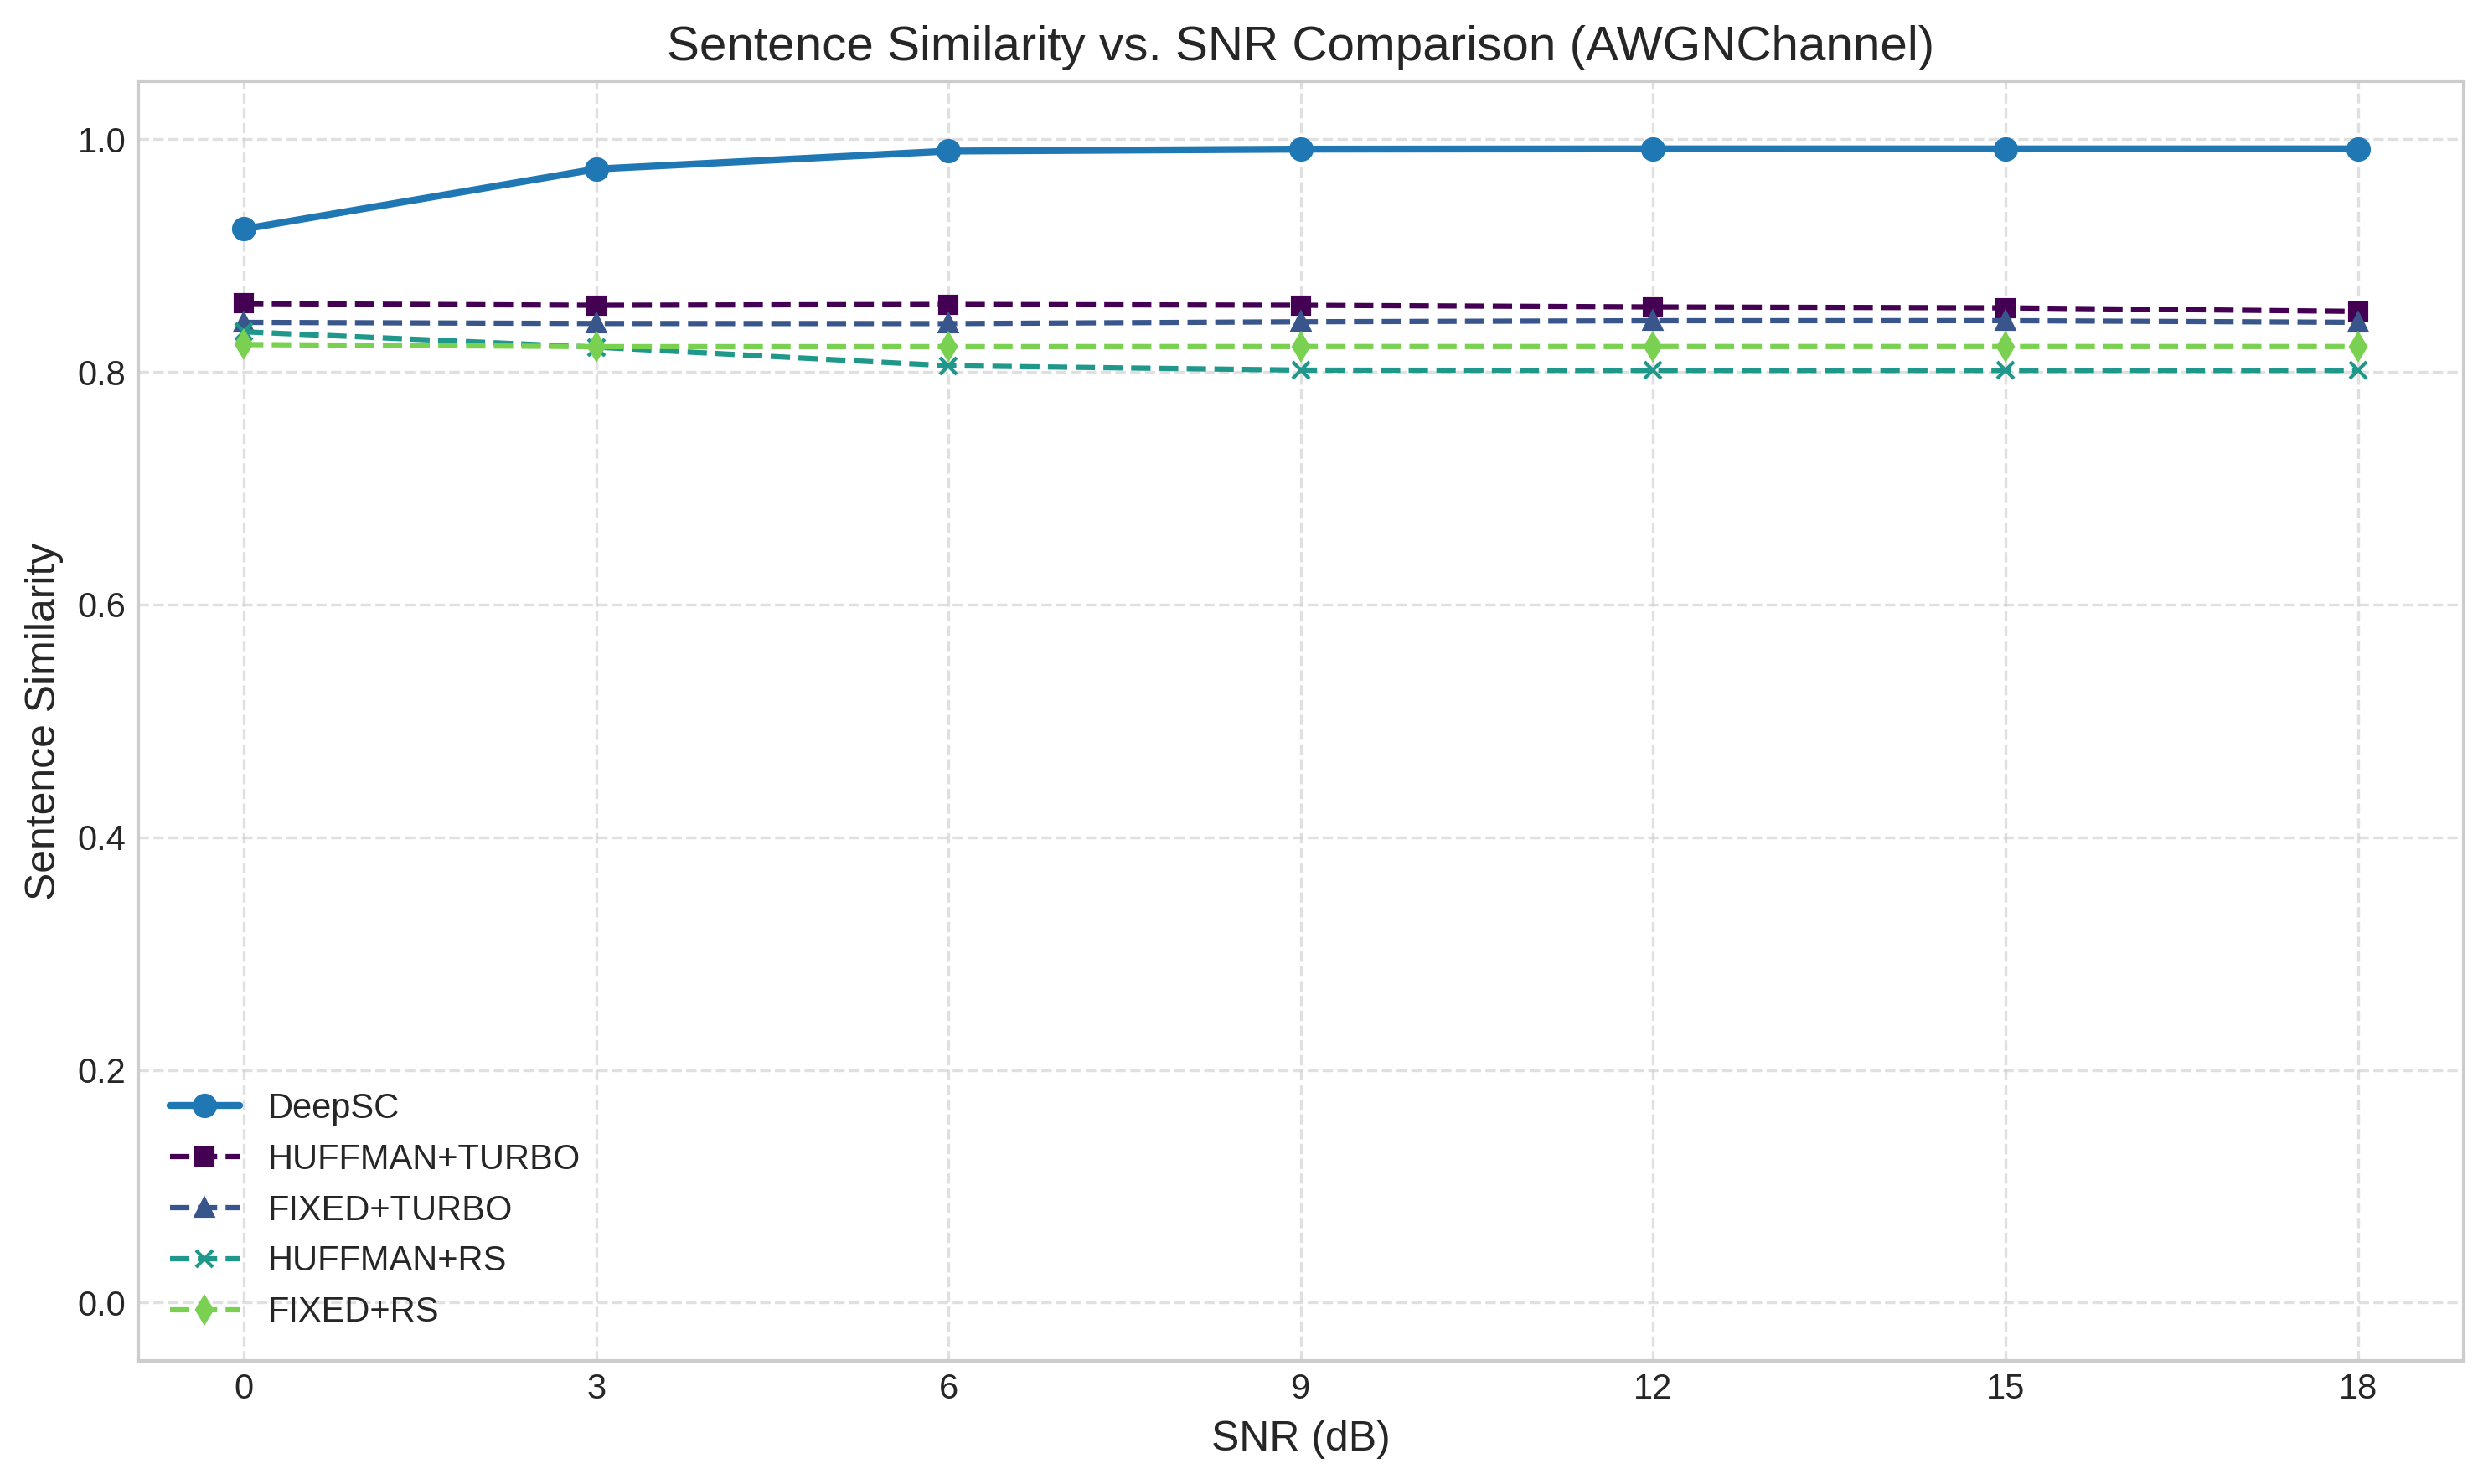 Sentence Similarity vs. SNR Comparison (AWGNChannel)
Sentence Similarity
1.0
0.8
0.6
0.4
0.2
0.0
DeepSC
HUFFMAN+TURBO
FIXED+TURBO
HUFFMAN+RS
FIXED+RS
0 3 6 9 12 15 18
SNR (dB)